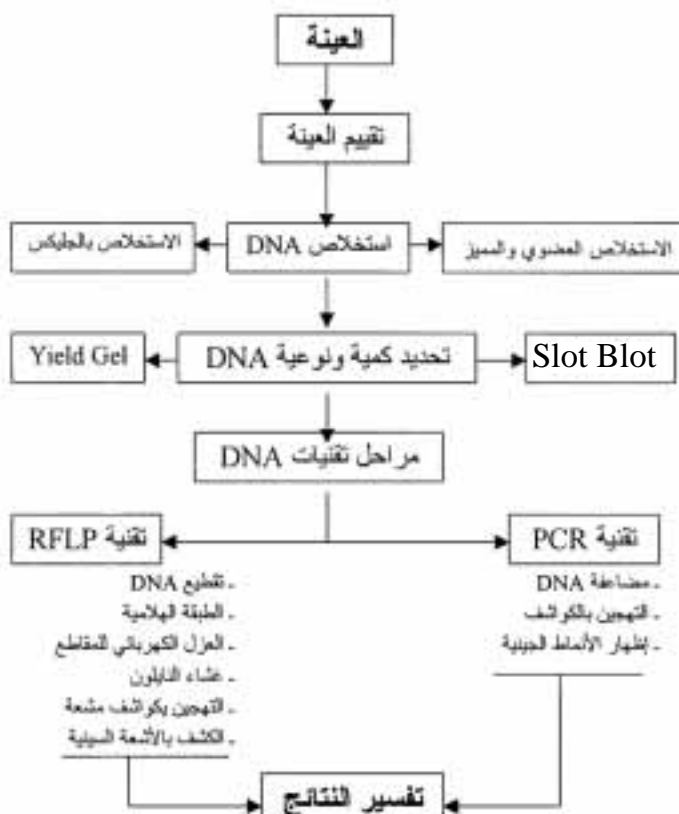 العينة
تقييم العينة
الاستخلاص العضوي والمميز
استخلاص DNA
الاستخلاص بالجليكس
Slot Blot
تحديد كمية ونوعية DNA
Yield Gel
مراحل تقنيات DNA
تقنية PCR
- مضاعفة DNA
- التهجين بالكواشف
- إظهار الأنماط الجينية
تقنية RFLP
- تقطيع DNA
- الطبقة الهلامية
- العزل الكهربائي للمقاطع
- غشاء النايلون
- التهجين بكواشف مشعة
- الكشف بالأشعة السينية
تفسير النتائج